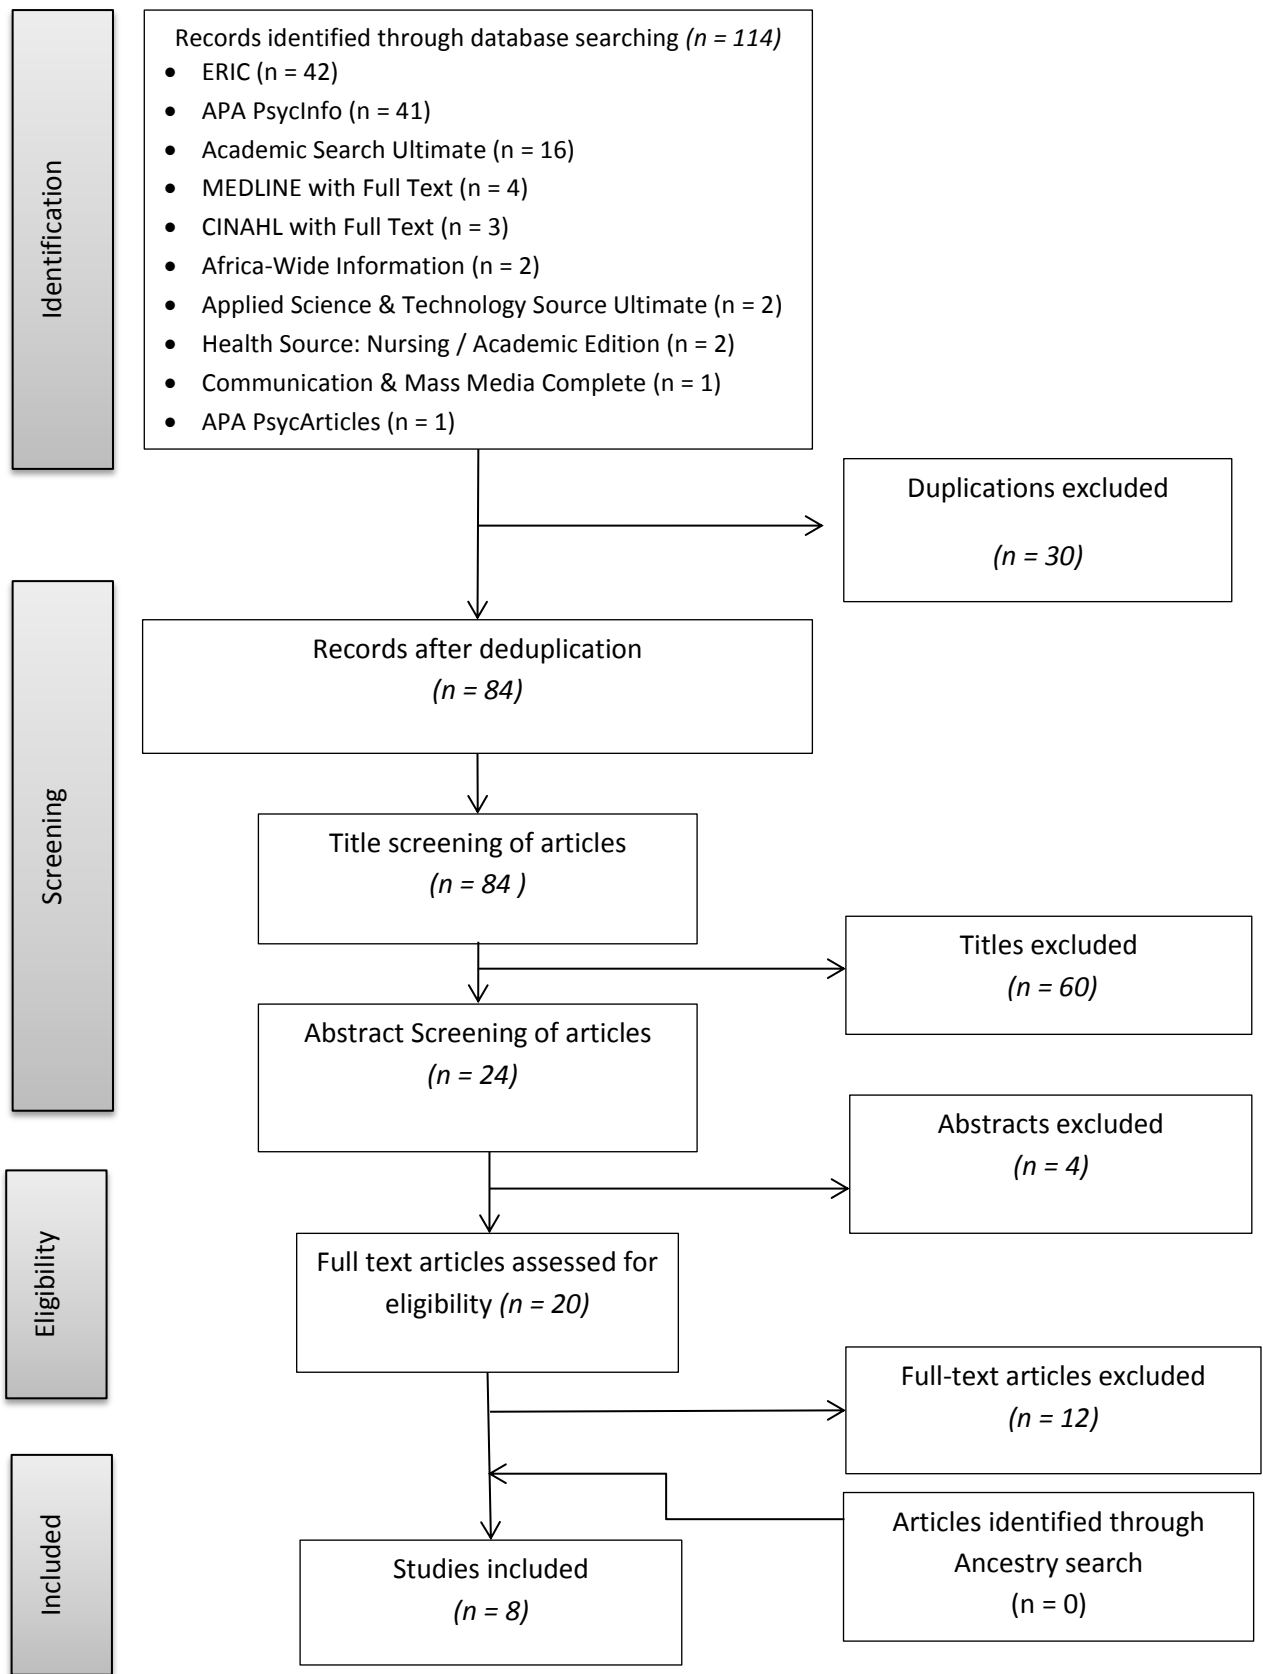 Identification
Records identified through database searching (n = 114)
• ERIC (n = 42)
• APA PsycInfo (n = 41)
• Academic Search Ultimate (n = 16)
• MEDLINE with Full Text (n = 4)
• CINAHL with Full Text (n = 3)
• Africa-Wide Information (n = 2)
• Applied Science & Technology Source Ultimate (n = 2)
• Health Source: Nursing / Academic Edition (n = 2)
• Communication & Mass Media Complete (n = 1)
• APA PsycArticles (n = 1)
Duplications excluded
(n = 30)
Screening
Records after deduplication
(n = 84)
Title screening of articles
(n = 84 )
Titles excluded
(n = 60)
Abstract Screening of articles
(n = 24)
Abstracts excluded
(n = 4)
Eligibility
Full text articles assessed for
eligibility (n = 20)
Full-text articles excluded
(n = 12)
Included
Articles identified through
Ancestry search
(n = 0)
Studies included
(n = 8)